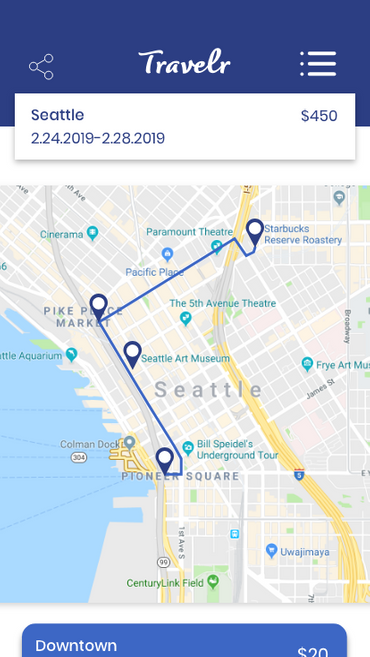 Travelr
Seattle
$450
2.24.2019-2.28.2019
Cinerama
Paramount Theatre
Starbucks
Reserve Roastery
Pacific Place
PIKE PLACE
MARKET
The 5th Avenue Theatre
Broadway
ttle Aquarium
Seattle Art Museum
Frye Art Mus
Seattle
James St
Colman Dock
304
Bill Speidel's
Underground Tour
PIONEER SQUARE
5
1st Ave S
Uwajimaya
99
CenturyLink Field
Downtown
$20